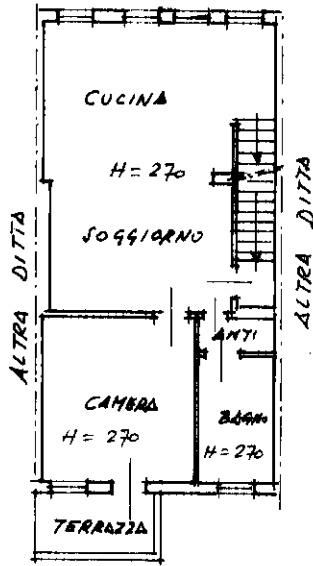 CUCINA
H = 270
SOGGIORNO
ALTRA DITTA
ALTRA DITTA
ANTI
CAMERA
H = 270
BAGNO
H = 270
TERRAZZA